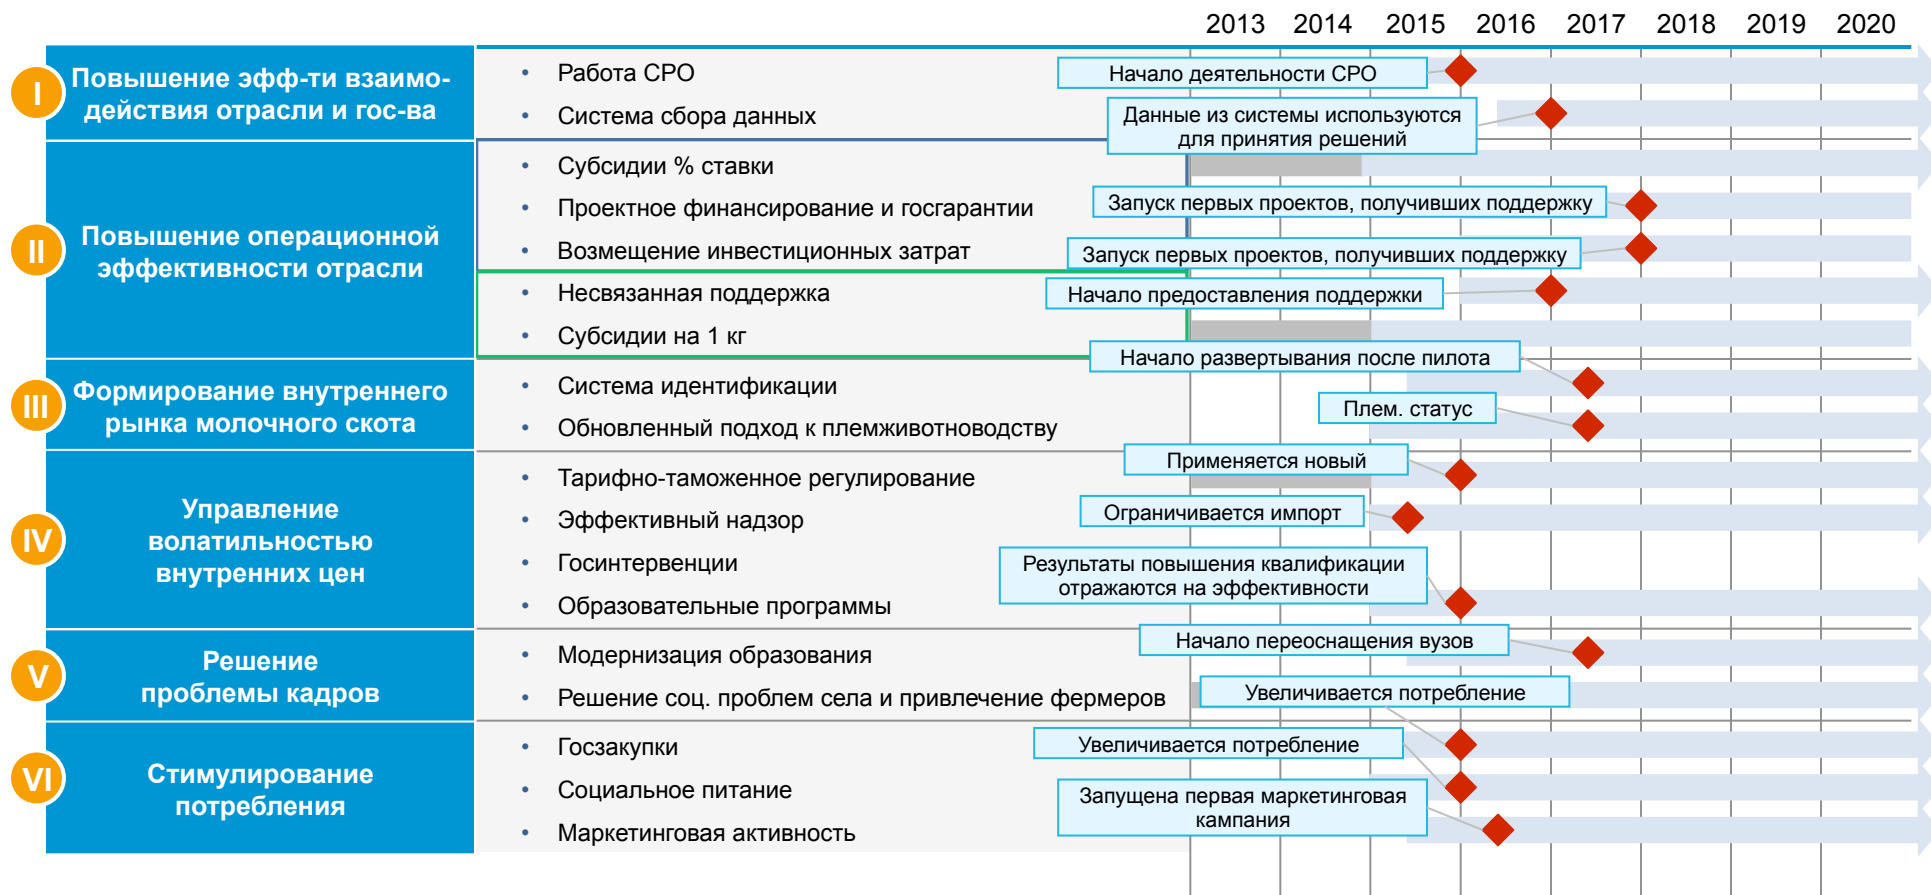 2013 2014 2015 2016 2017 2018 2019 2020
I
Повышение эфф-ти взаимо-
действия отрасли и гос-ва
• Работа СРО
Начало деятельности СРО
• Система сбора данных
Данные из системы используются
для принятия решений
II
Повышение операционной
эффективности отрасли
• Субсидии % ставки
• Проектное финансирование и госгарантии
Запуск первых проектов, получивших поддержку
• Возмещение инвестиционных затрат
Запуск первых проектов, получивших поддержку
• Несвязанная поддержка
Начало предоставления поддержки
• Субсидии на 1 кг
III
Формирование внутреннего
рынка молочного скота
Начало развертывания после пилота
• Система идентификации
Плем. статус
• Обновленный подход к племживотноводству
IV
Управление
волатильностью
внутренних цен
Применяется новый
• Тарифно-таможенное регулирование
• Эффективный надзор
Ограничивается импорт
• Госинтервенции
• Образовательные программы
Результаты повышения квалификации
отражаются на эффективности
V
Решение
проблемы кадров
• Модернизация образования
Начало переоснащения вузов
• Решение соц. проблем села и привлечение фермеров
Увеличивается потребление
VI
Стимулирование
потребления
• Госзакупки
Увеличивается потребление
• Социальное питание
• Маркетинговая активность
Запущена первая маркетинговая
кампания